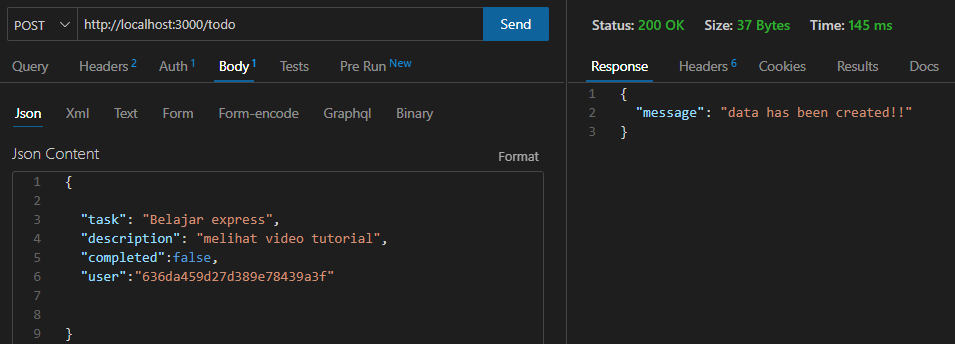 POST http://localhost:3000/todo Send
Query Headers 2 Auth 1 Body 1 Tests Pre Run New
Json Xml Text Form Form-encode Graphql Binary
Json Content
Format
1 {
2
3 "task": "Belajar express",
4 "description": "melihat video tutorial",
5 "completed":false,
6 "user":"636da459d27d389e78439a3f"
7
8
9 }
Status: 200 OK Size: 37 Bytes Time: 145 ms
Response Headers 6 Cookies Results Docs
1 {
2 "message": "data has been created!!"
3 }